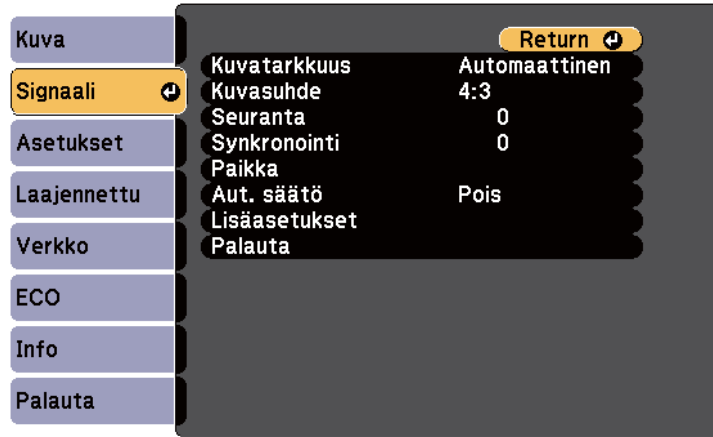 Kuva
Signaali
Asetukset
Laajennettu
Verkko
ECO
Info
Palauta
Return
Kuvatarkkuus Automaattinen
Kuvasuhde 4:3
Seuranta 0
Synkronointi 0
Paikka
Aut. säätö Pois
Lisäasetukset
Palauta